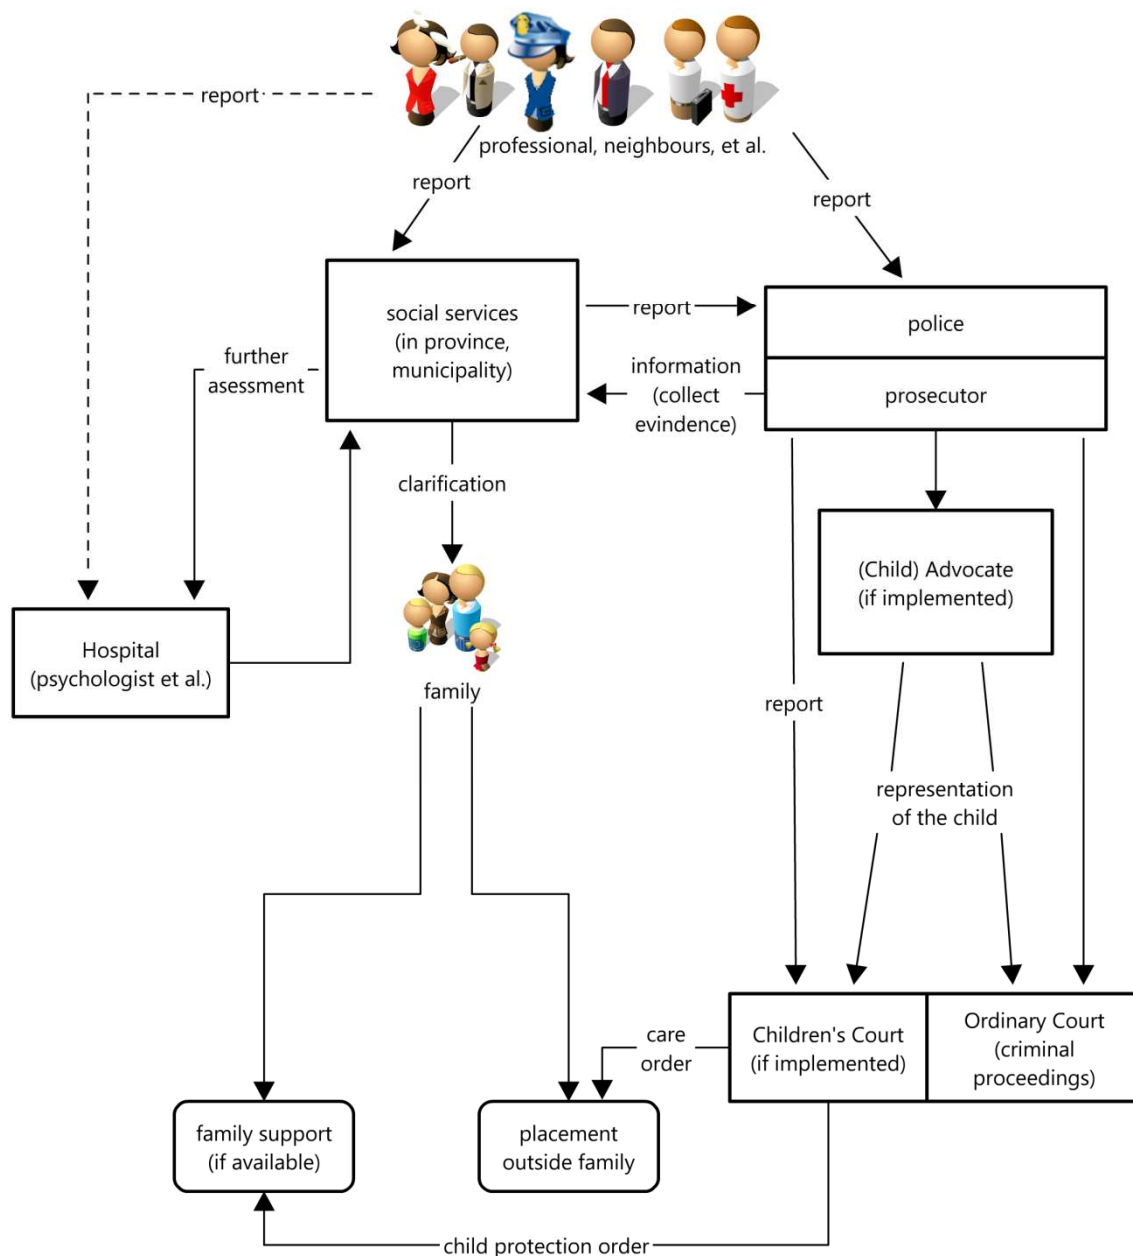 report
professional, neighbours, et al.
report
report
social services
(in province,
municipality)
report
police
further
asessment
information
(collect
evindence)
prosecutor
clarification
(Child) Advocate
(if implemented)
Hospital
(psychologist et al.)
family
report
representation
of the child
care
order
Children's Court
(if implemented)
Ordinary Court
(criminal
proceedings)
family support
(if available)
placement
outside family
child protection order